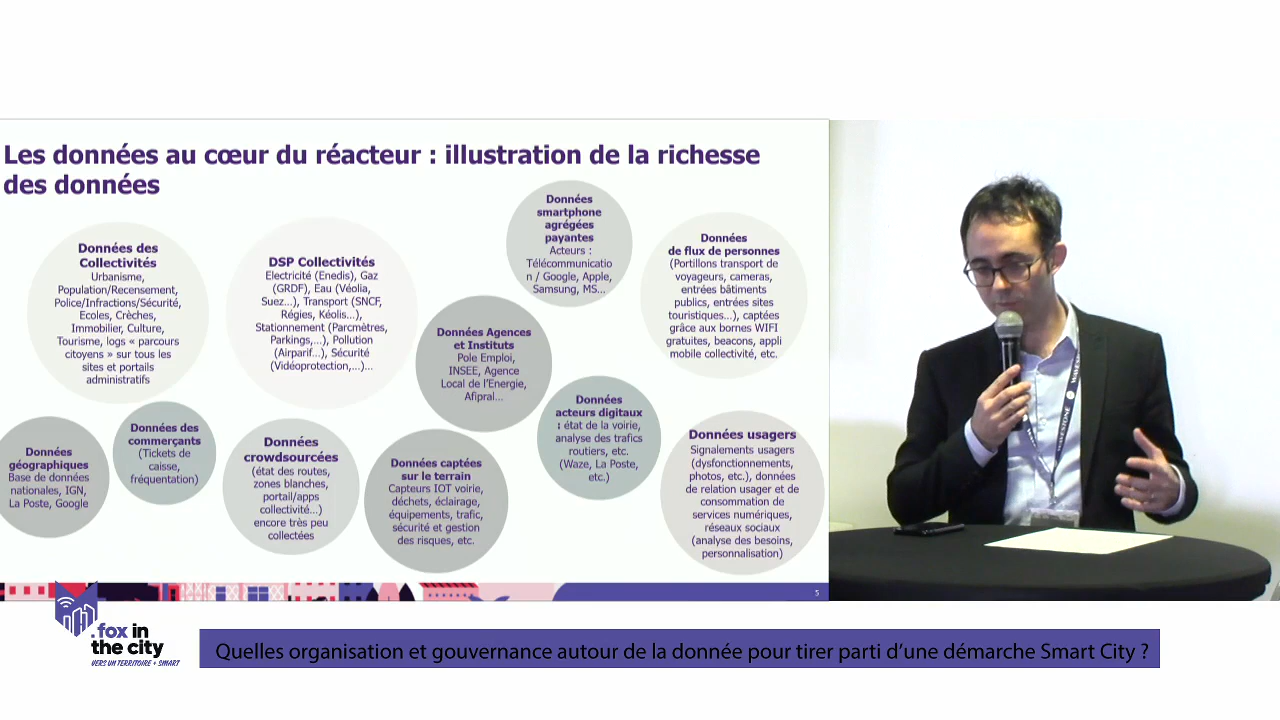 Les données au cœur du réacteur : illustration de la richesse
des données
Données des
Collectivités
Urbanisme,
Population/Recensement,
Police/Infractions/Sécurité,
Ecoles, Crèches,
Immobilier, Culture,
Tourisme, logs « parcours
citoyens » sur tous les
sites et portails
administratifs
DSP Collectivités
Electricité (Enedis), Gaz
(GRDF), Eau (Véolia,
Suez…), Transport (SNCF,
Régies, Kéolis…),
Stationnement (Parcmètres,
Parkings,…), Pollution
(Airparif…), Sécurité
(Vidéoprotection,…)…
Données Agences
et Instituts
Pole Emploi,
INSEE, Agence
Local de l’Energie,
Afipral…
Données
smartphone
agrégées
payantes
Acteurs :
Télécommunicatio
n / Google, Apple,
Samsung, MS…
Données
de flux de personnes
(Portillons transport de
voyageurs, cameras,
entrées bâtiments
publics, entrées sites
touristiques…), captées
grâce aux bornes WIFI
gratuites, beacons, appli
mobile collectivité, etc.
Données
géographiques
Base de données
nationales, IGN,
La Poste, Google
Données des
commerçants
(Tickets de
caisse,
fréquentation)
Données
crowdsourcées
(état des routes,
zones blanches,
portail/apps
collectivité…)
encore très peu
collectées
Données captées
sur le terrain
Capteurs IOT voirie,
déchets, éclairage,
équipements, trafic,
sécurité et gestion
des risques, etc.
Données
acteurs digitaux
: état de la voirie,
analyse des trafics
routiers, etc.
(Waze, La Poste,
etc.)
Données usagers
Signalements usagers
(dysfonctionnements,
photos, etc.), données
de relation usager et de
consommation de
services numériques,
réseaux sociaux
(analyse des besoins,
personnalisation)
5
WAVESTONE
.fox in
the city
VERS UN TERRITOIRE + SMART
Quelles organisation et gouvernance autour de la donnée pour tirer parti d’une démarche Smart City ?